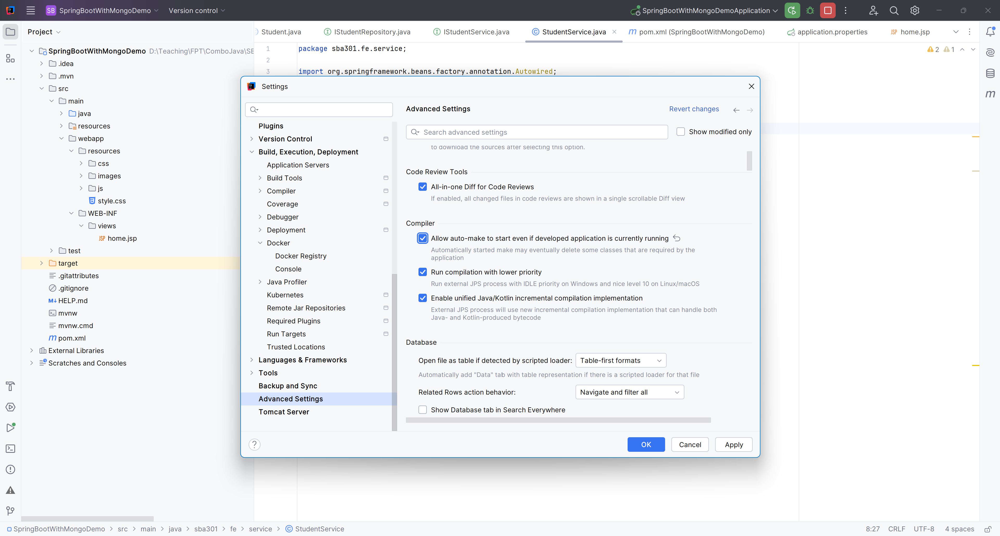 SB SpringBootWithMongoDemo Version control SpringBootWithMongoDemoApplication
Project
Student.java IStudentRepository.java IStudentService.java StudentService.java pom.xml (SpringBootWithMongoDemo) application.properties home.jsp
SpringBootWithMongoDemo D:\Teaching\FPT\ComboJava\SE
.idea
.mvn
src
main
java
resources
webapp
resources
css
images
js
style.css
WEB-INF
views
JSP home.jsp
test
target
.gitattributes
.gitignore
M↓ HELP.md
mvnw
mvnw.cmd
m pom.xml
External Libraries
Scratches and Consoles
1 package sba301.fe.service;
2
3 import org.springframework.beans.factory.annotation.Autowired;
2 1
Settings
Plugins
Version Control
Build, Execution, Deployment
Application Servers
Build Tools
Compiler
Coverage
Debugger
Deployment
Docker
Docker Registry
Console
Java Profiler
Kubernetes
Remote Jar Repositories
Required Plugins
Run Targets
Trusted Locations
Languages & Frameworks
Tools
Backup and Sync
Advanced Settings
Tomcat Server
Advanced Settings Revert changes
Search advanced settings Show modified only
to download the sources after selecting this option.
Code Review Tools
All-in-one Diff for Code Reviews
If enabled, all changed files in code reviews are shown in a single scrollable Diff view
Compiler
Allow auto-make to start even if developed application is currently running
Automatically started make may eventually delete some classes that are required by the
application
Run compilation with lower priority
Run external JPS process with IDLE priority on Windows and nice level 10 on Linux/macOS
Enable unified Java/Kotlin incremental compilation implementation
External JPS process will use new incremental compilation implementation that can handle both
Java- and Kotlin-produced bytecode
Database
Open file as table if detected by scripted loader: Table-first formats
Automatically add "Data" tab with table representation if there is a scripted loader for that file
Related Rows action behavior: Navigate and filter all
Show Database tab in Search Everywhere
? OK Cancel Apply
SpringBootWithMongoDemo > src > main > java > sba301 > fe > service > StudentService 8:27 CRLF UTF-8 4 spaces